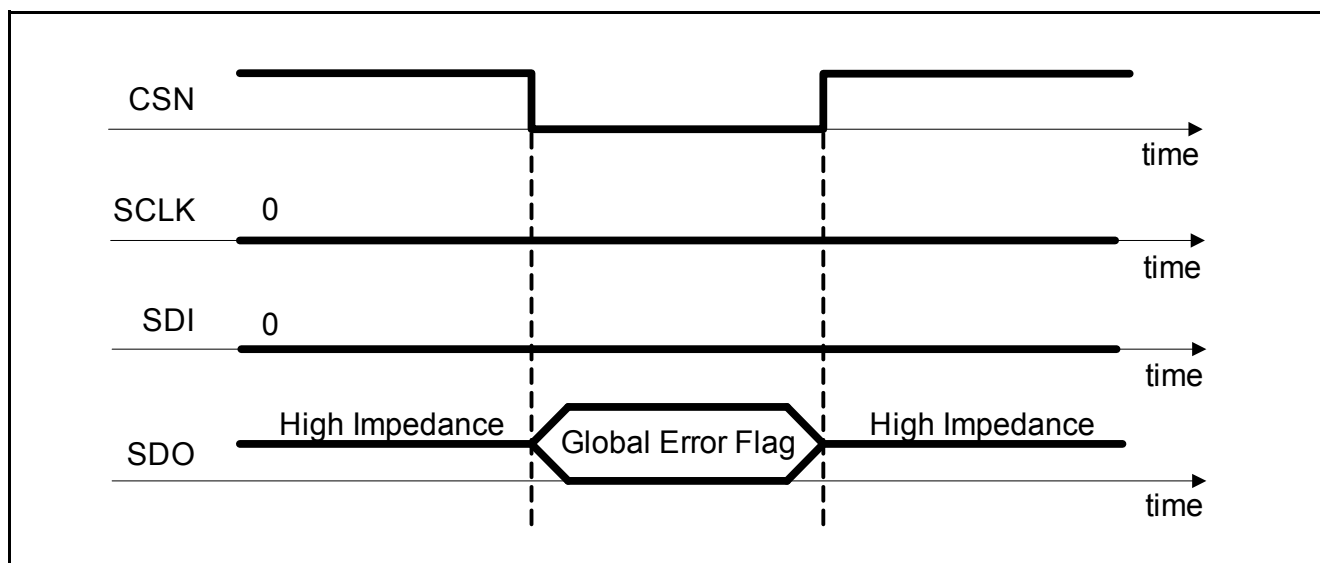 CSN
time
SCLK 0
time
SDI 0
time
High Impedance Global Error Flag High Impedance
SDO
time